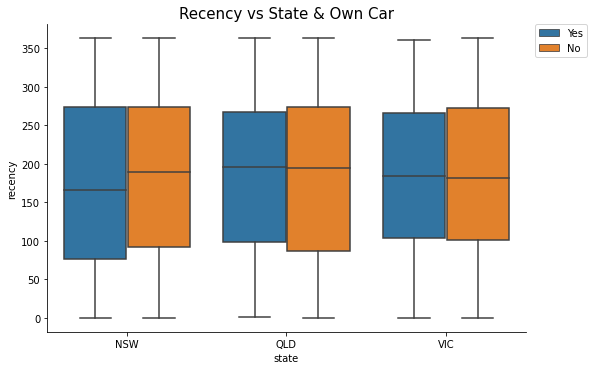 Recency vs State & Own Car
Yes
No
350
300
250
200
150
100
50
0
recency
NSW
QLD
VIC
state